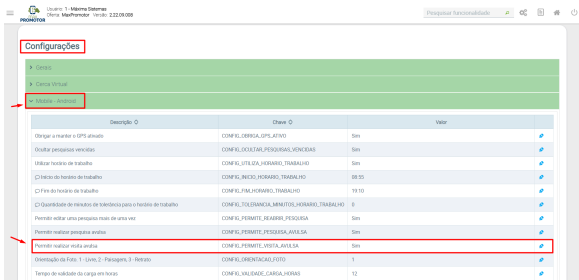 Usuário: 1 - Máxima Sistemas
Oferta: MaxPromotor - Versão: 2.22.09.008
PROMOTOR
Pesquisar funcionalidade
Configurações
Gerais
Cerca Virtual
Mobile - Android
Descrição Chave Valor
Obrigar a manter o GPS ativado CONFIG_OBRIGA_GPS_ATIVO Sim
Ocultar pesquisas vencidas CONFIG_OCULTAR_PESQUISAS_VENCIDAS Sim
Utilizar horário de trabalho CONFIG_UTILIZA_HORARIO_TRABALHO Sim
Início do horário de trabalho CONFIG_INICIO_HORARIO_TRABALHO 08:55
Fim do horário de trabalho CONFIG_FIM_HORARIO_TRABALHO 19:10
Quantidade de minutos de tolerância para o horário de trabalho CONFIG_TOLERANCIA_MINUTOS_HORARIO_TRABALHO 0
Permitir editar uma pesquisa mais de uma vez CONFIG_PERMITE_REABRIR_PESQUISA Sim
Permitir realizar pesquisa avulsa CONFIG_PERMITE_PESQUISA_AVULSA Sim
Permitir realizar visita avulsa CONFIG_PERMITE_VISITA_AVULSA Sim
Orientação da Foto: 1 - Livre, 2 - Paisagem, 3 - Retrato CONFIG_ORIENTACAO_FOTO 1
Tempo de validade da carga em horas CONFIG_VALIDADE_CARGA_HORAS 12